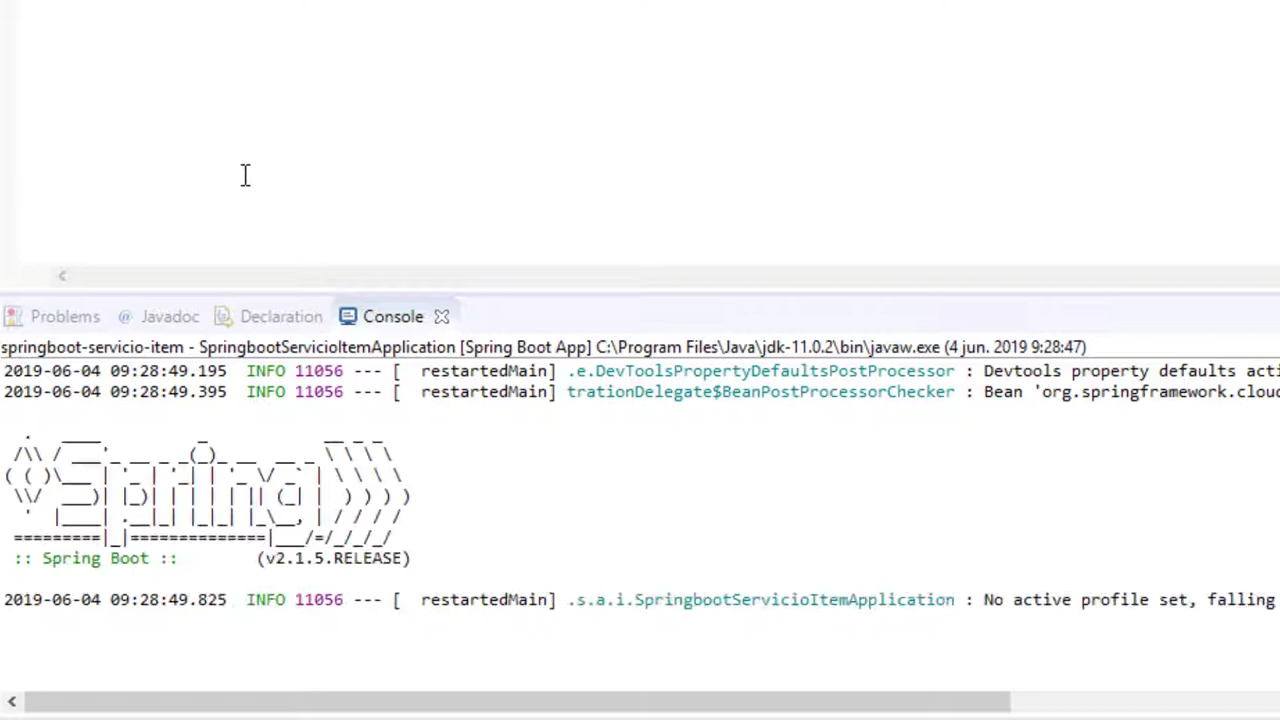 Problems @ Javadoc Declaration Console
springboot-servicio-item - SpringbootServicioItemApplication [Spring Boot App] C:\Program Files\Java\jdk-11.0.2\bin\javaw.exe (4 jun. 2019 9:28:47)
2019-06-04 09:28:49.195 INFO 11056 --- [ restartedMain] .e.DevToolsPropertyDefaultsPostProcessor : Devtools property defaults acti
2019-06-04 09:28:49.395 INFO 11056 --- [ restartedMain] trationDelegate$BeanPostProcessorChecker : Bean 'org.springframework.cloud
Spring
:: Spring Boot :: (v2.1.5.RELEASE)
2019-06-04 09:28:49.825 INFO 11056 --- [ restartedMain] .s.a.i.SpringbootServicioItemApplication : No active profile set, falling